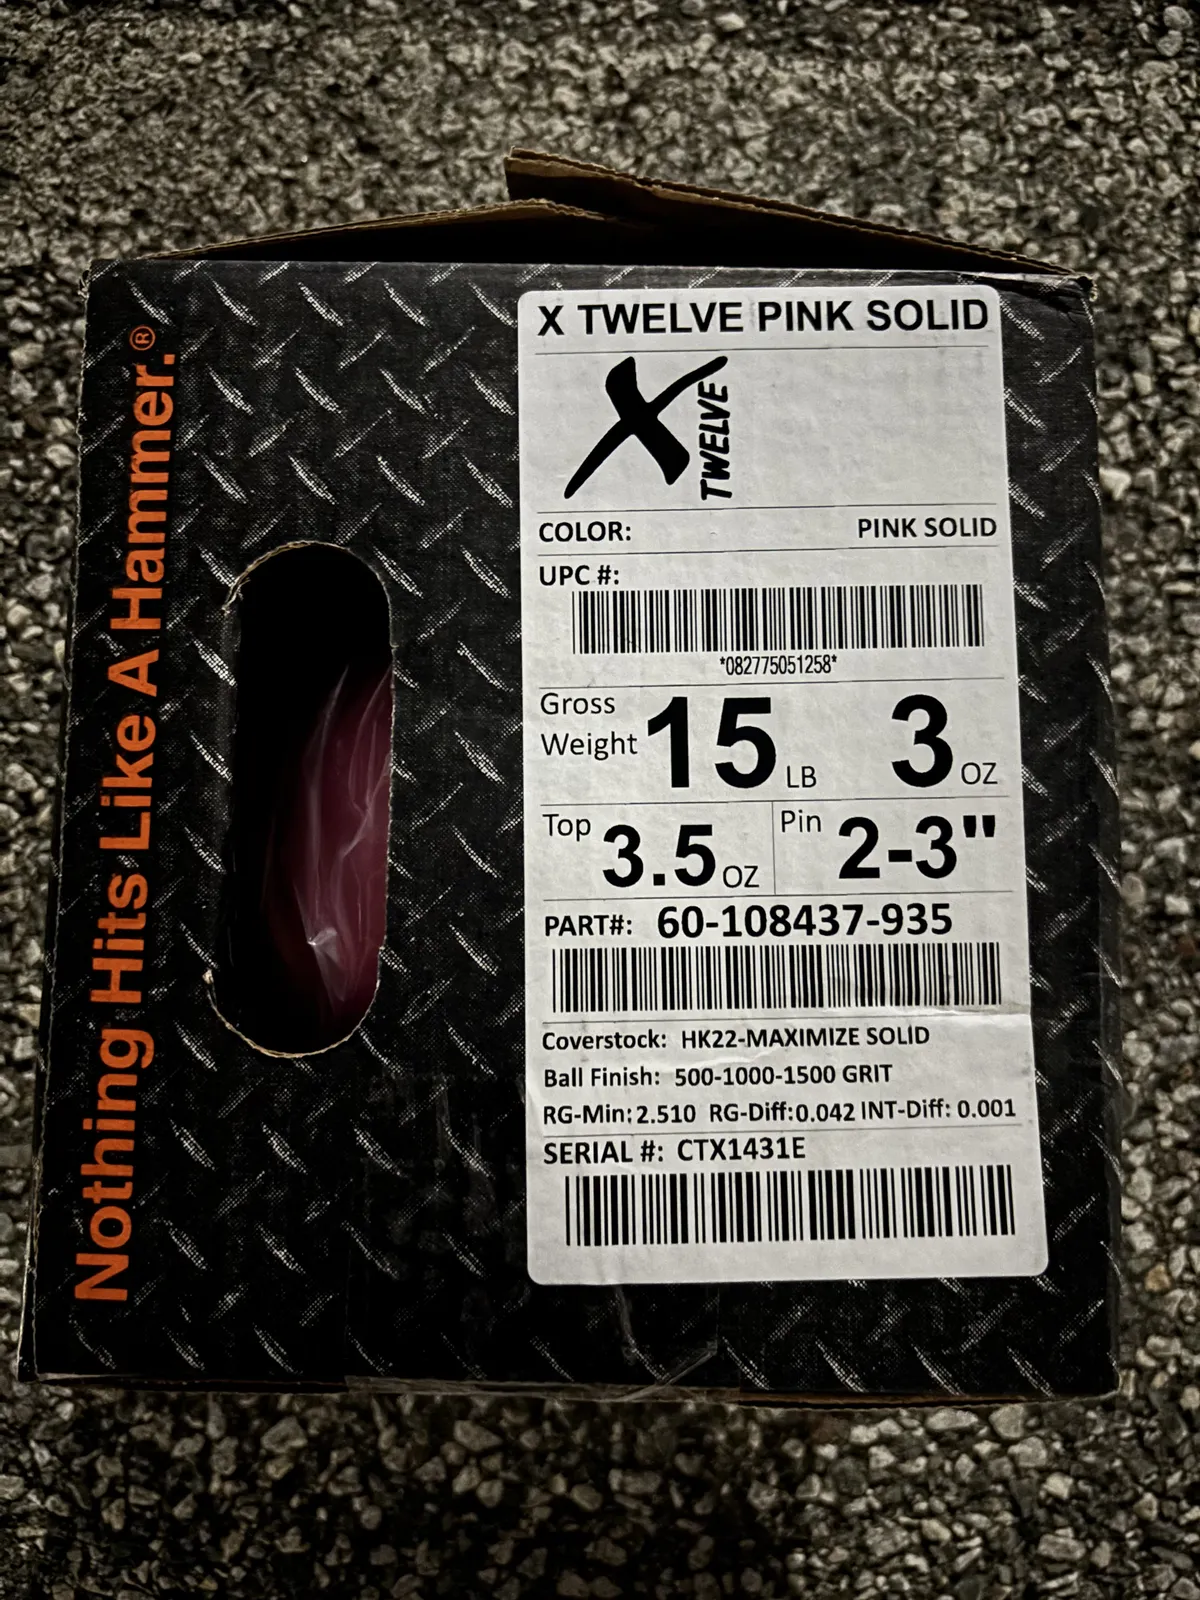 Nothing Hits Like A Hammer.®
X TWELVE PINK SOLID
X TWELVE
COLOR: PINK SOLID
UPC #:
*082775051258*
Gross Weight 15 LB 3 OZ
Top 3.5 OZ Pin 2-3"
PART#: 60-108437-935
Coverstock: HK22-MAXIMIZE SOLID
Ball Finish: 500-1000-1500 GRIT
RG-Min: 2.510 RG-Diff: 0.042 INT-Diff: 0.001
SERIAL #: CTX1431E